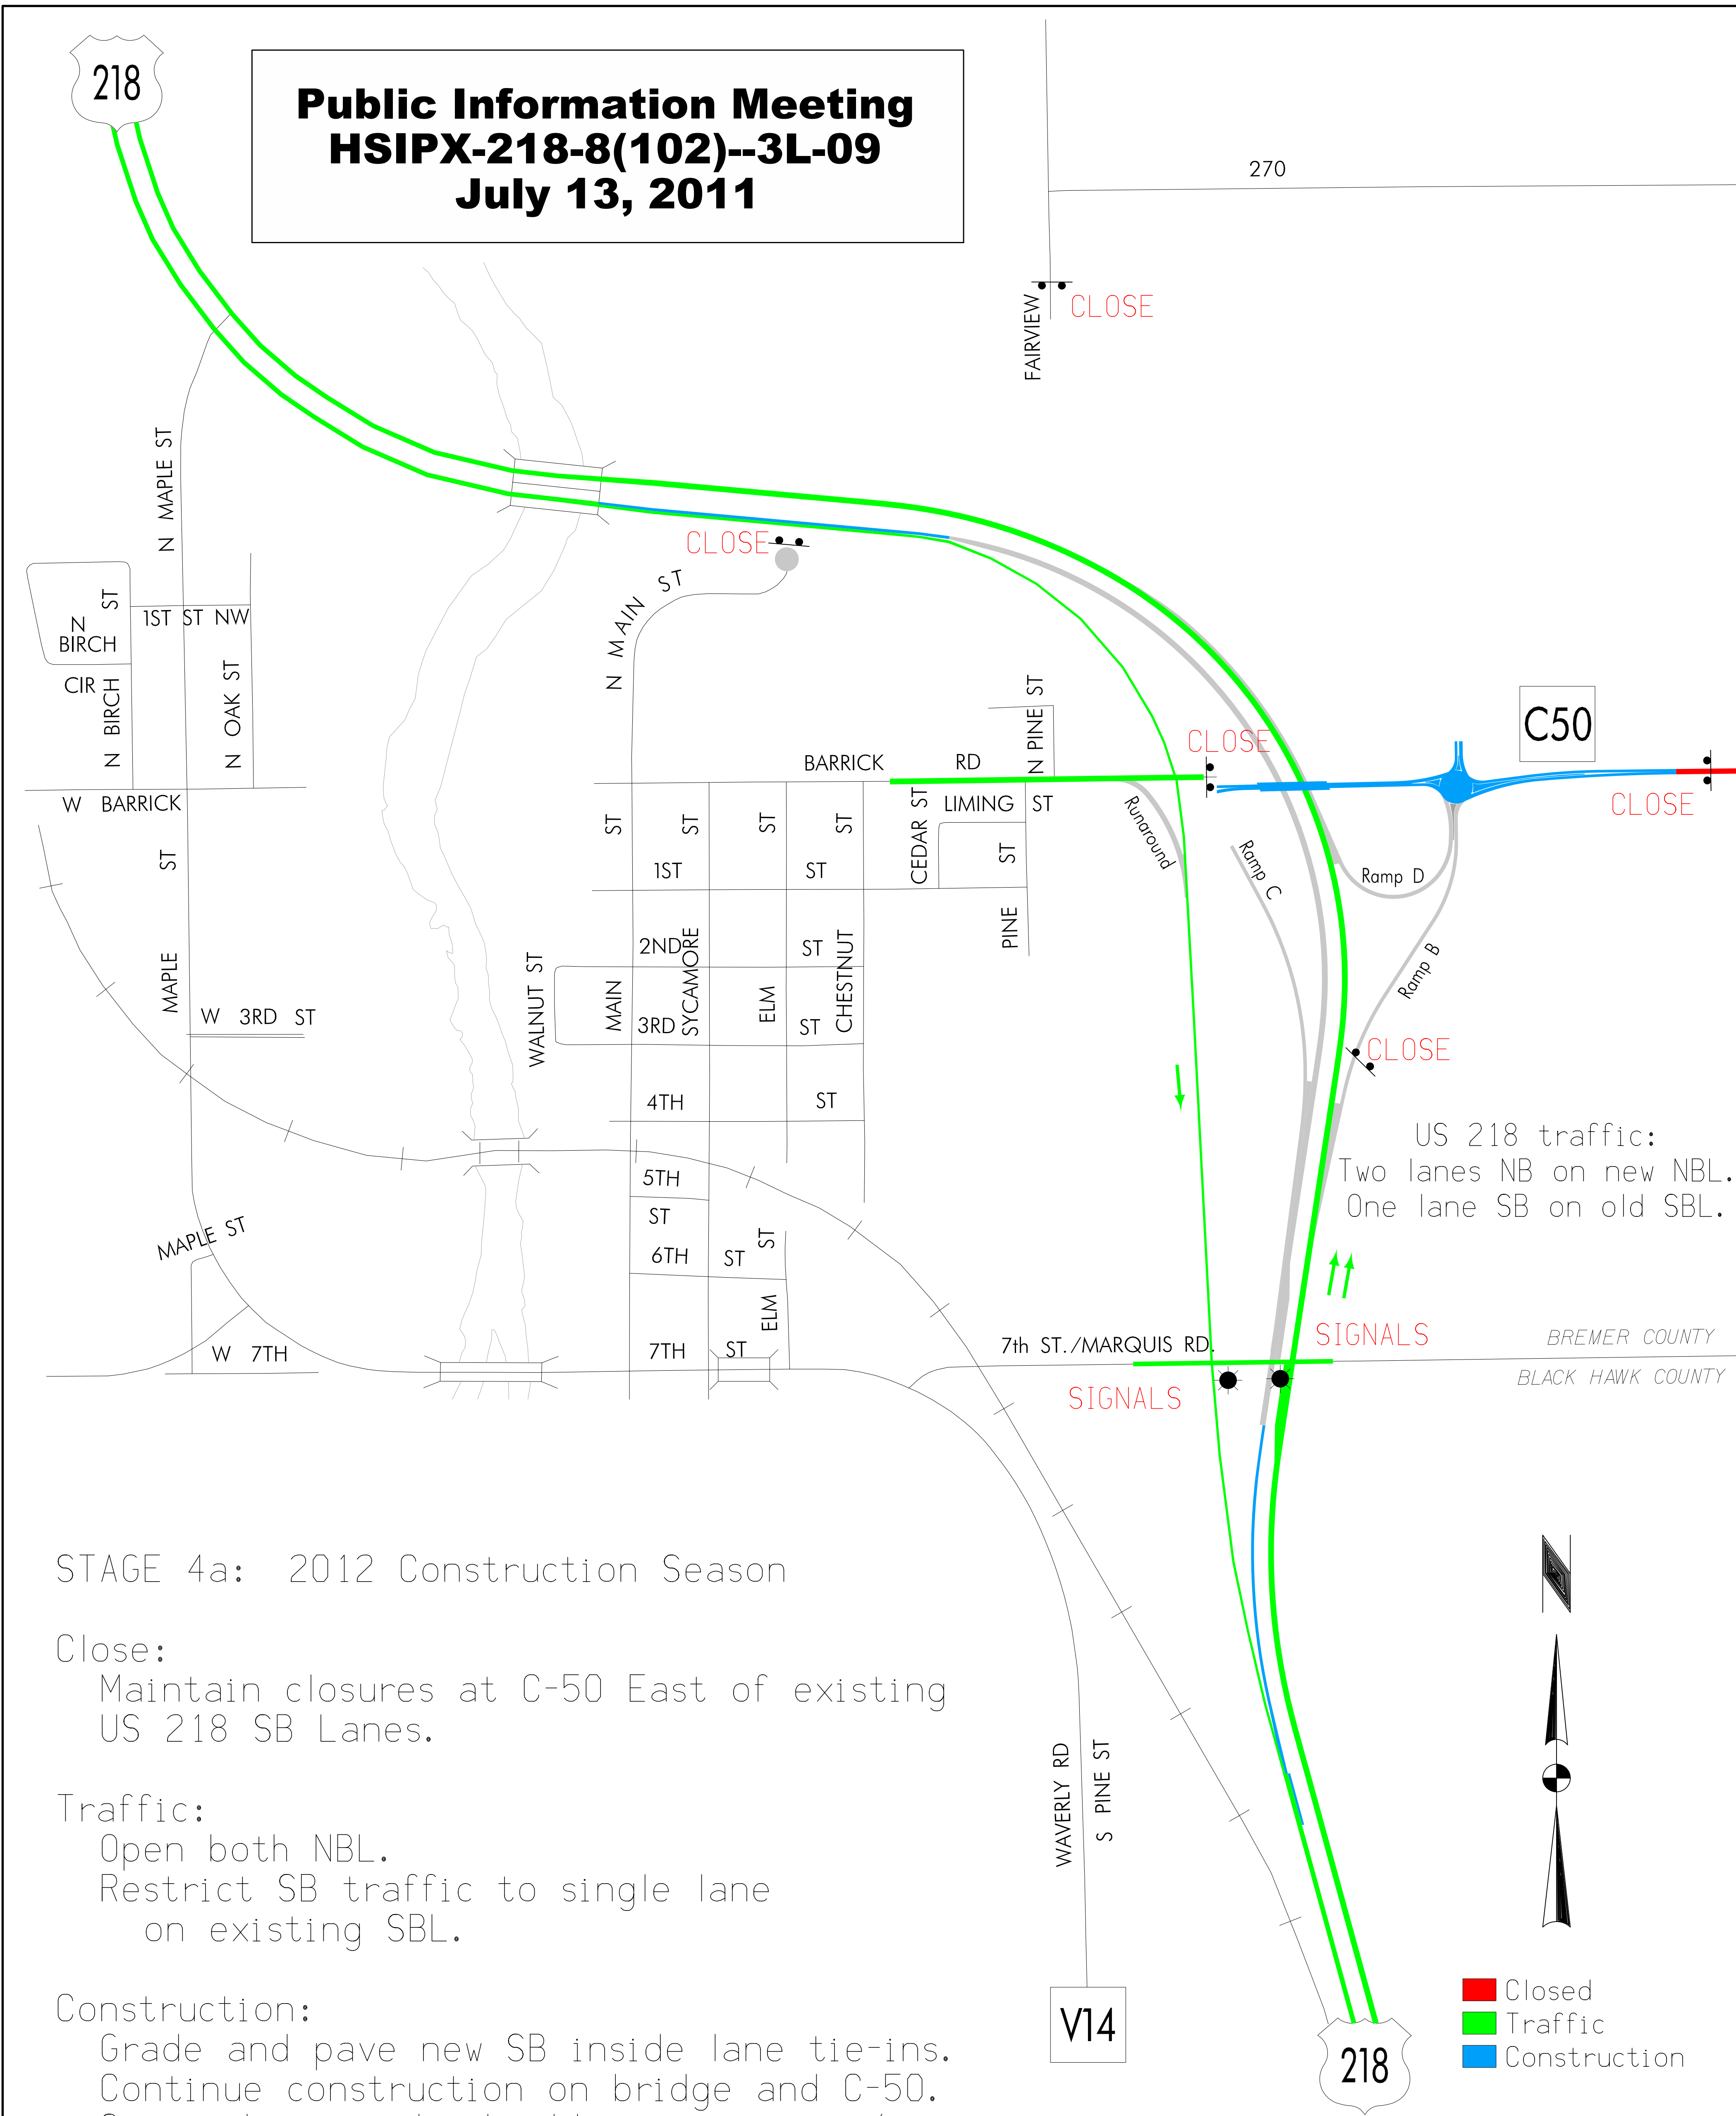 218
Public Information Meeting
HSIPX-218-8(102)--3L-09
July 13, 2011
270
FAIRVIEW
CLOSE
N MAPLE ST
CLOSE
N MAIN ST
N BIRCH
CIR
N BIRCH ST
1ST ST NW
N OAK ST
N PINE ST
CLOSE
C50
CLOSE
W BARRICK
BARRICK RD
LIMING ST
CEDAR ST
Runaround
Ramp C
Ramp D
Ramp B
CLOSE
MAPLE ST
MAIN ST
SYCAMORE ST
ELM ST
CHESTNUT ST
PINE ST
1ST ST
2ND ST
3RD ST
WALNUT ST
W 3RD ST
4TH ST
5TH
ST
6TH ST
ELM ST
MAPLE ST
W 7TH
7TH ST
7th ST./MARQUIS RD.
US 218 traffic:
Two lanes NB on new NBL.
One lane SB on old SBL.
SIGNALS
SIGNALS
BREMER COUNTY
BLACK HAWK COUNTY
STAGE 4a: 2012 Construction Season
Close:
Maintain closures at C-50 East of existing
US 218 SB Lanes.
Traffic:
Open both NBL.
Restrict SB traffic to single lane
on existing SBL.
Construction:
Grade and pave new SB inside lane tie-ins.
Continue construction on bridge and C-50.
WAVERLY RD
S PINE ST
V14
N
218
Closed
Traffic
Construction